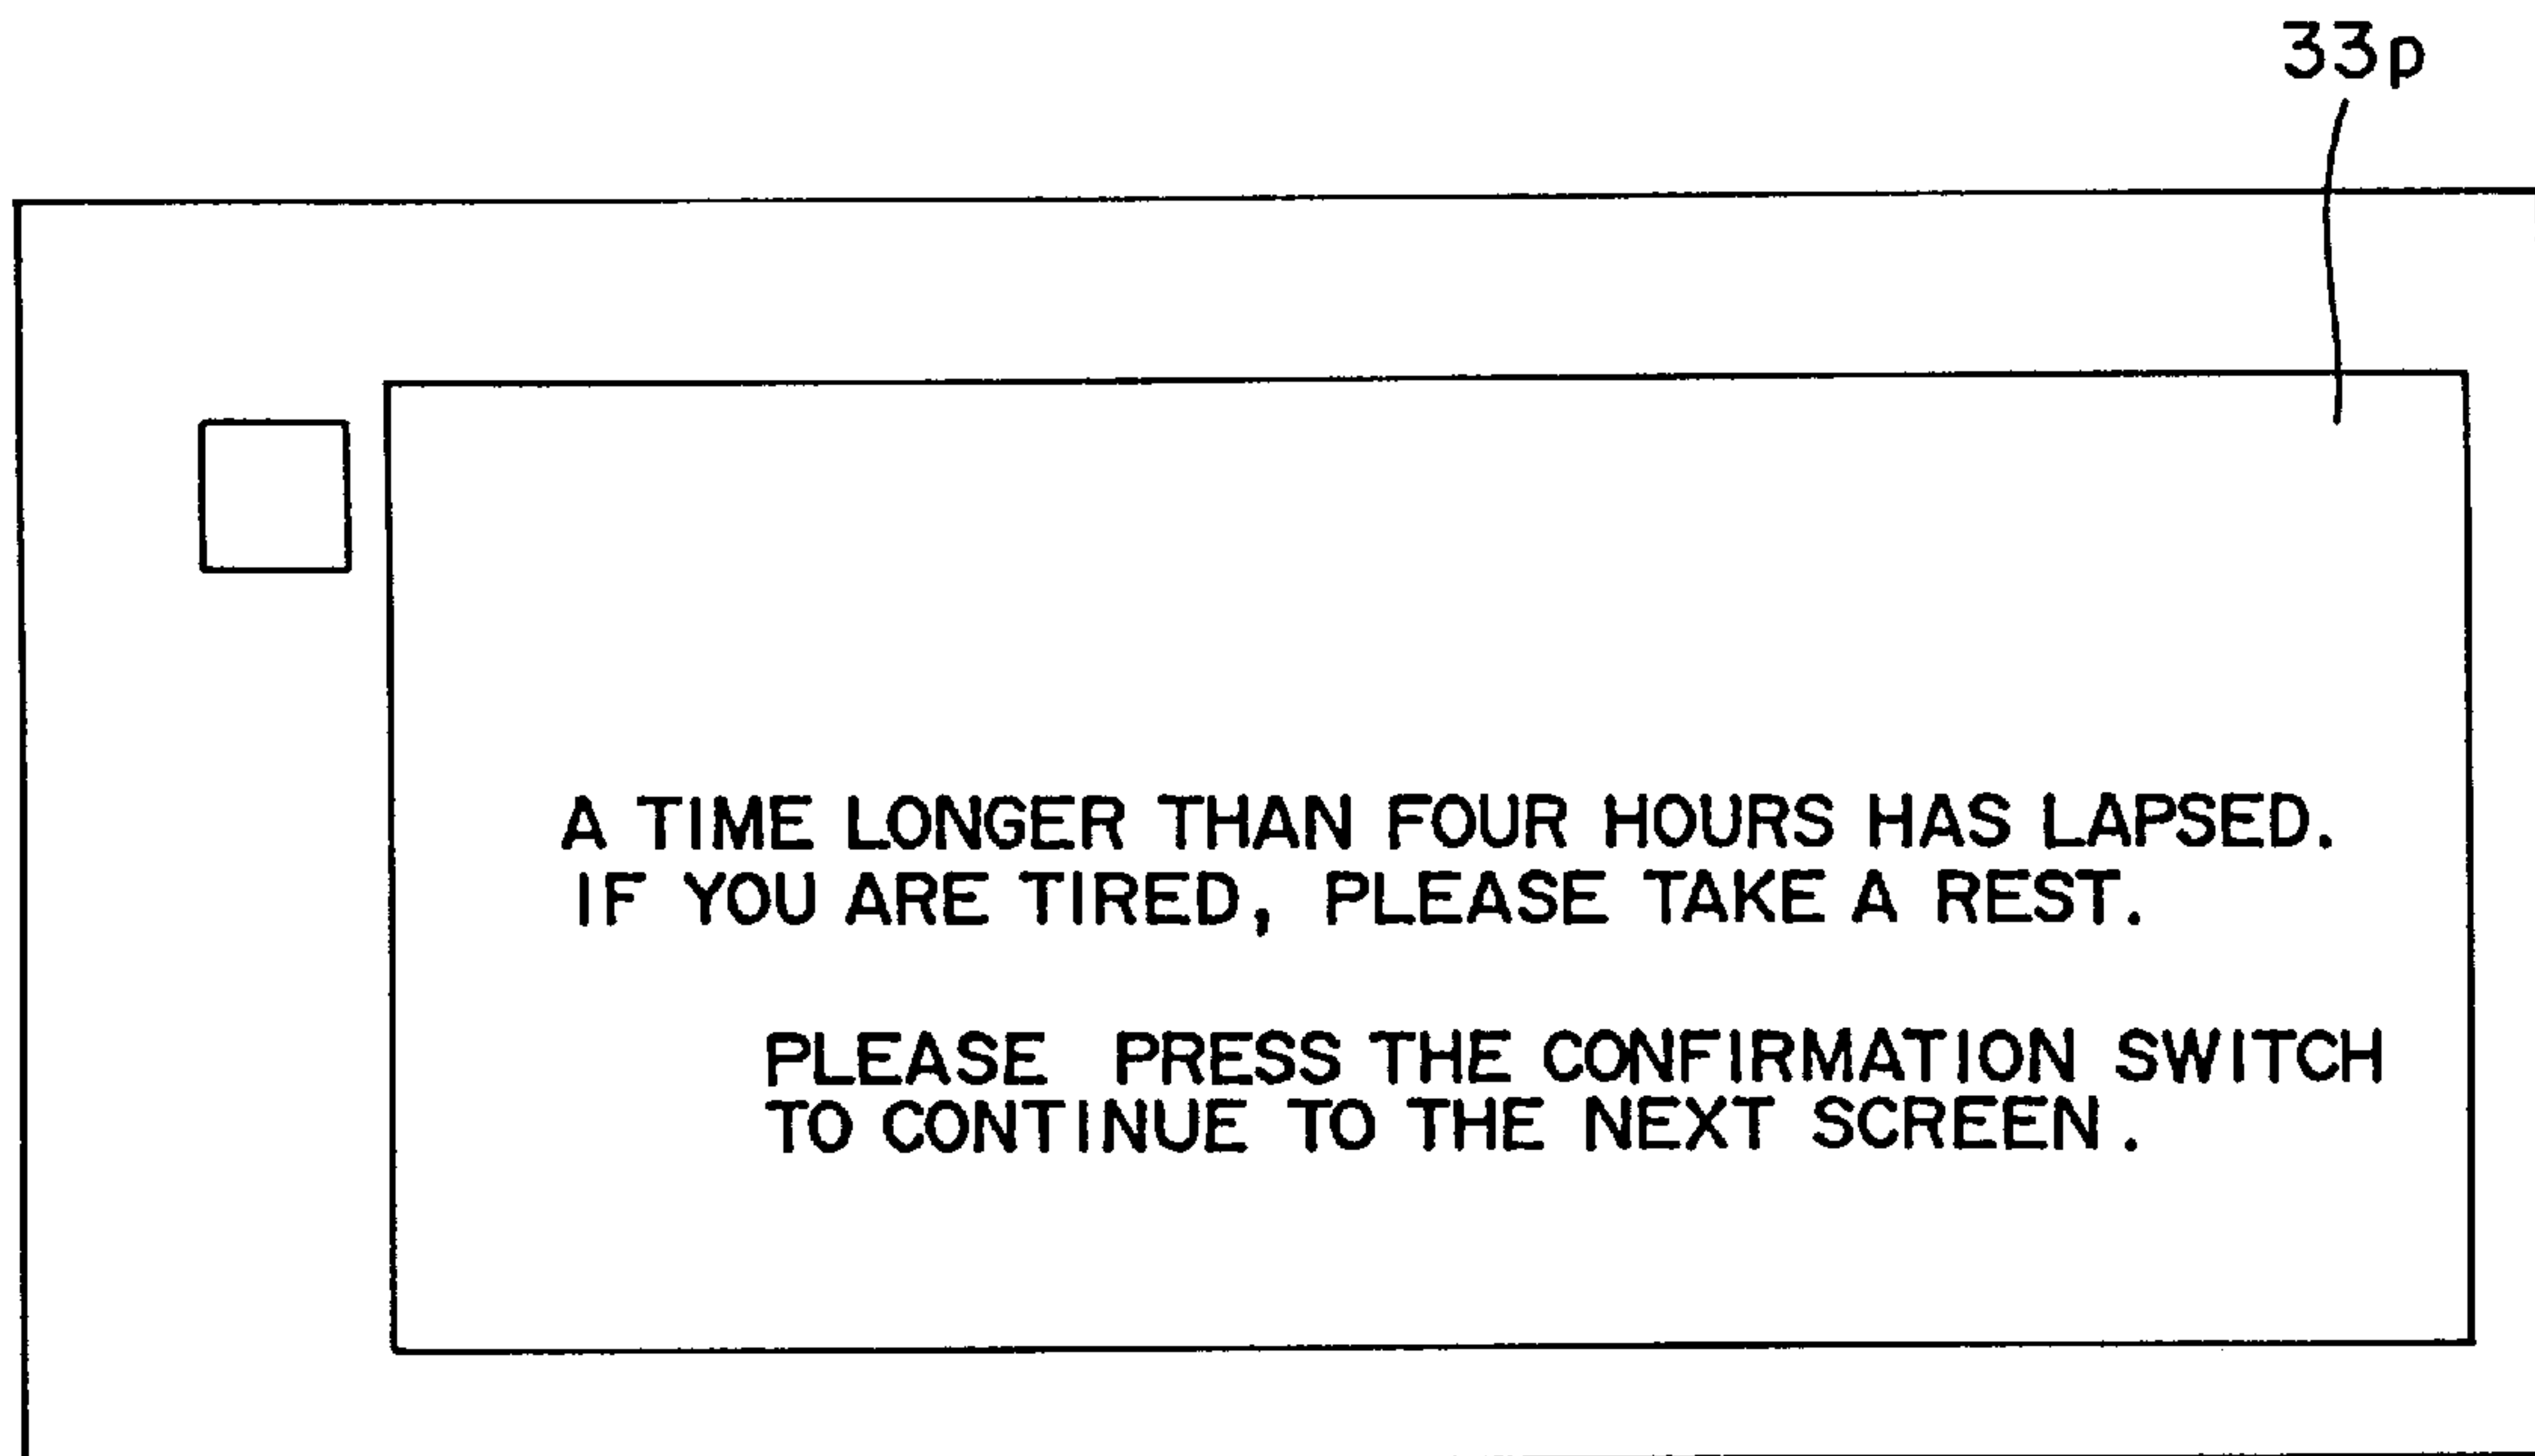 33p
A TIME LONGER THAN FOUR HOURS HAS LAPSED.
IF YOU ARE TIRED, PLEASE TAKE A REST.
PLEASE PRESS THE CONFIRMATION SWITCH
TO CONTINUE TO THE NEXT SCREEN.